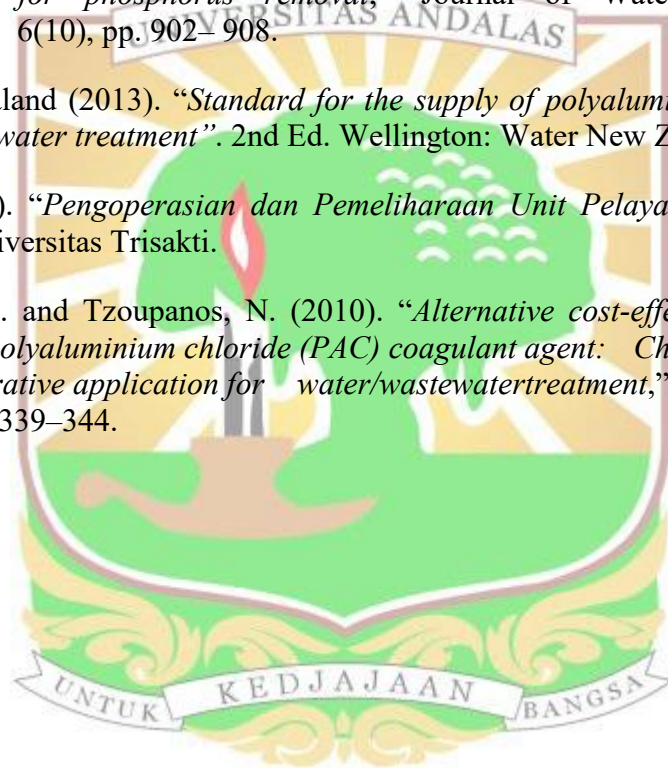 for phosphorus removal,” Journal of Wate
6(10), pp. 902– 908.
UNIVERSITAS ANDALAS
aland (2013). “Standard for the supply of polyalumi
water treatment”. 2nd Ed. Wellington: Water New Z
). “Pengoperasian dan Pemeliharaan Unit Pelaya
iversitas Trisakti.
. and Tzoupanos, N. (2010). “Alternative cost-effe
olyaluminium chloride (PAC) coagulant agent: Ch
rative application for water/wastewatertreatment,”
339–344.
UNTUK KEDJAJAAN BANGSA